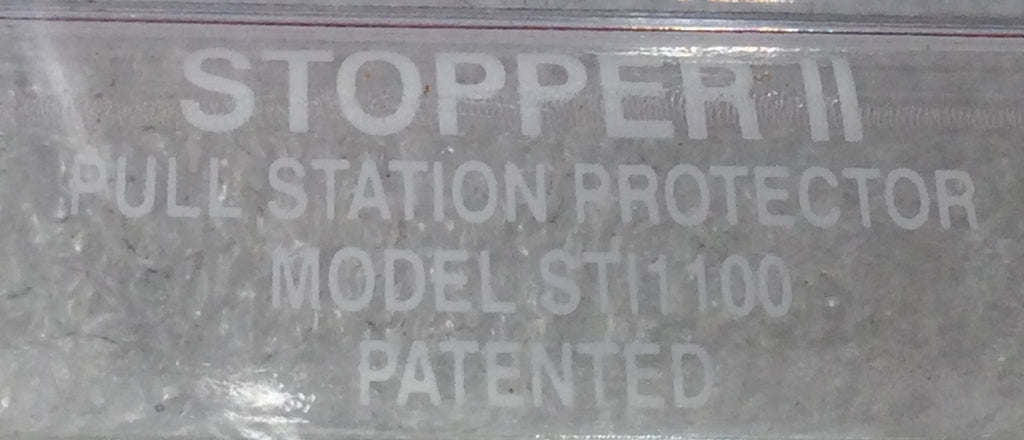 STOPPER II
PULL STATION PROTECTOR
MODEL STI1100
PATENTED